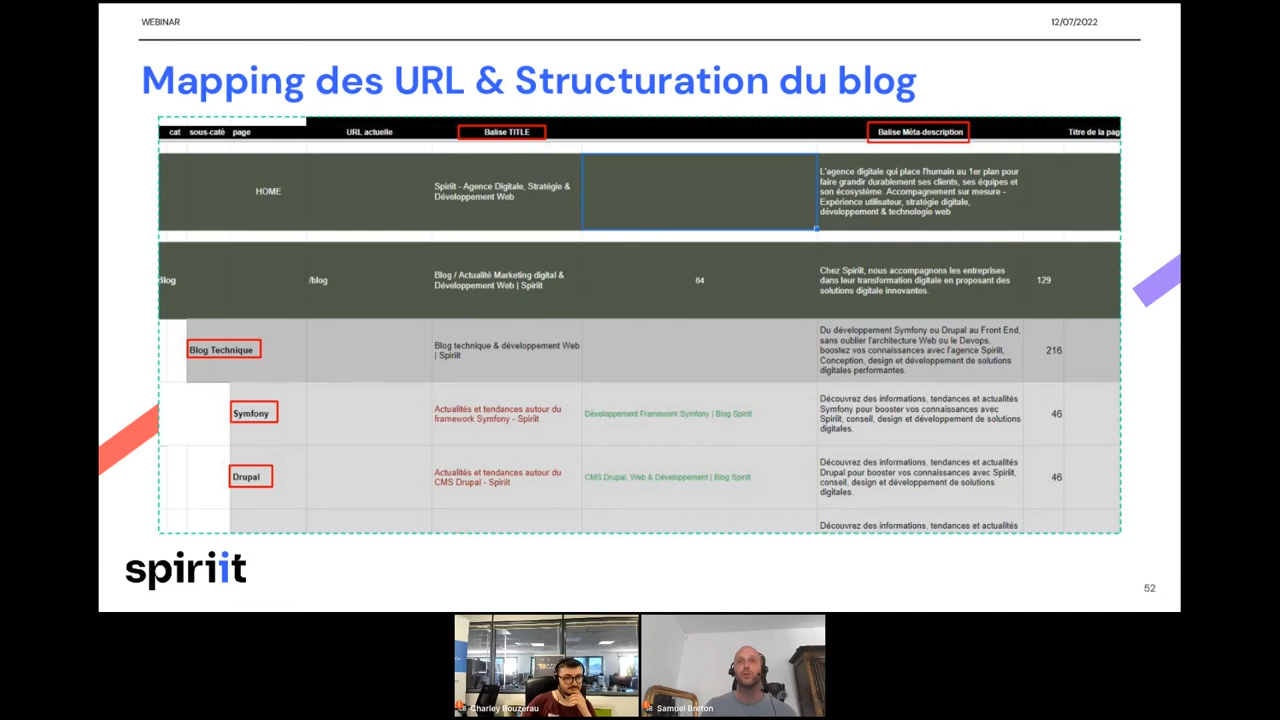 WEBINAR
12/07/2022
Mapping des URL & Structuration du blog
cat sous-caté page URL actuelle Balise TITLE Balise Méta-description Titre de la pag
HOME
Spiriit - Agence Digitale, Stratégie &
Développement Web
L'agence digitale qui place l'humain au 1er plan pour
faire grandir durablement ses clients, ses équipes et
son écosystème. Accompagnement sur mesure -
Expérience utilisateur, stratégie digitale,
développement & technologie web
Blog
/blog
Blog / Actualité Marketing digital &
Développement Web | Spiriit
64
Chez Spiriit, nous accompagnons les entreprises
dans leur transformation digitale en proposant des
solutions digitale innovantes.
129
Blog Technique
Blog technique & développement Web
| Spiriit
Du développement Symfony ou Drupal au Front End,
sans oublier l'architecture Web ou le Devops,
boostez vos connaissances avec l'agence Spiriit,
Conception, design et développement de solutions
digitales performantes.
216
Symfony
Actualités et tendances autour du
framework Symfony - Spiriit
Développement Framework Symfony | Blog Spiriit
Découvrez des informations, tendances et actualités
Symfony pour booster vos connaissances avec
Spiriit, conseil, design et développement de solutions
digitales.
46
Drupal
Actualités et tendances autour du
CMS Drupal - Spiriit
CMS Drupal, Web & Développement | Blog Spiriit
Découvrez des informations, tendances et actualités
Drupal pour booster vos connaissances avec Spiriit,
conseil, design et développement de solutions
digitales.
46
Découvrez des informations, tendances et actualités
spiriit
52
Charley Bouzerau
Samuel Breton